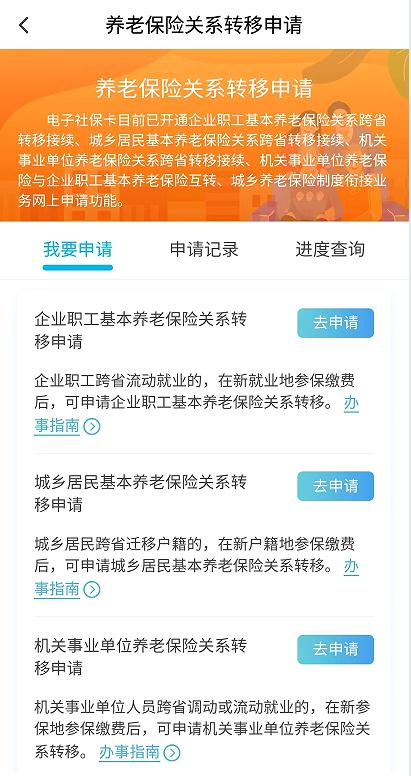 养老保险关系转移申请
养老保险关系转移申请
电子社保卡目前已开通企业职工基本养老保险关系跨省
转移接续、城乡居民基本养老保险关系跨省转移接续、机关
事业单位养老保险关系跨省转移接续、机关事业单位养老保
险与企业职工基本养老保险互转、城乡养老保险制度衔接业
务网上申请功能。
我要申请 申请记录 进度查询
企业职工基本养老保险关系转 去申请
移申请
企业职工跨省流动就业的，在新就业地参保缴费
后，可申请企业职工基本养老保险关系转移。 办
事指南
城乡居民基本养老保险关系转 去申请
移申请
城乡居民跨省迁移户籍的，在新户籍地参保缴费
后，可申请城乡居民基本养老保险关系转移。 办
事指南
机关事业单位养老保险关系转 去申请
移申请
机关事业单位人员跨省调动或流动就业的，在新参
保地参保缴费后，可申请机关事业单位养老保险关
系转移。 办事指南